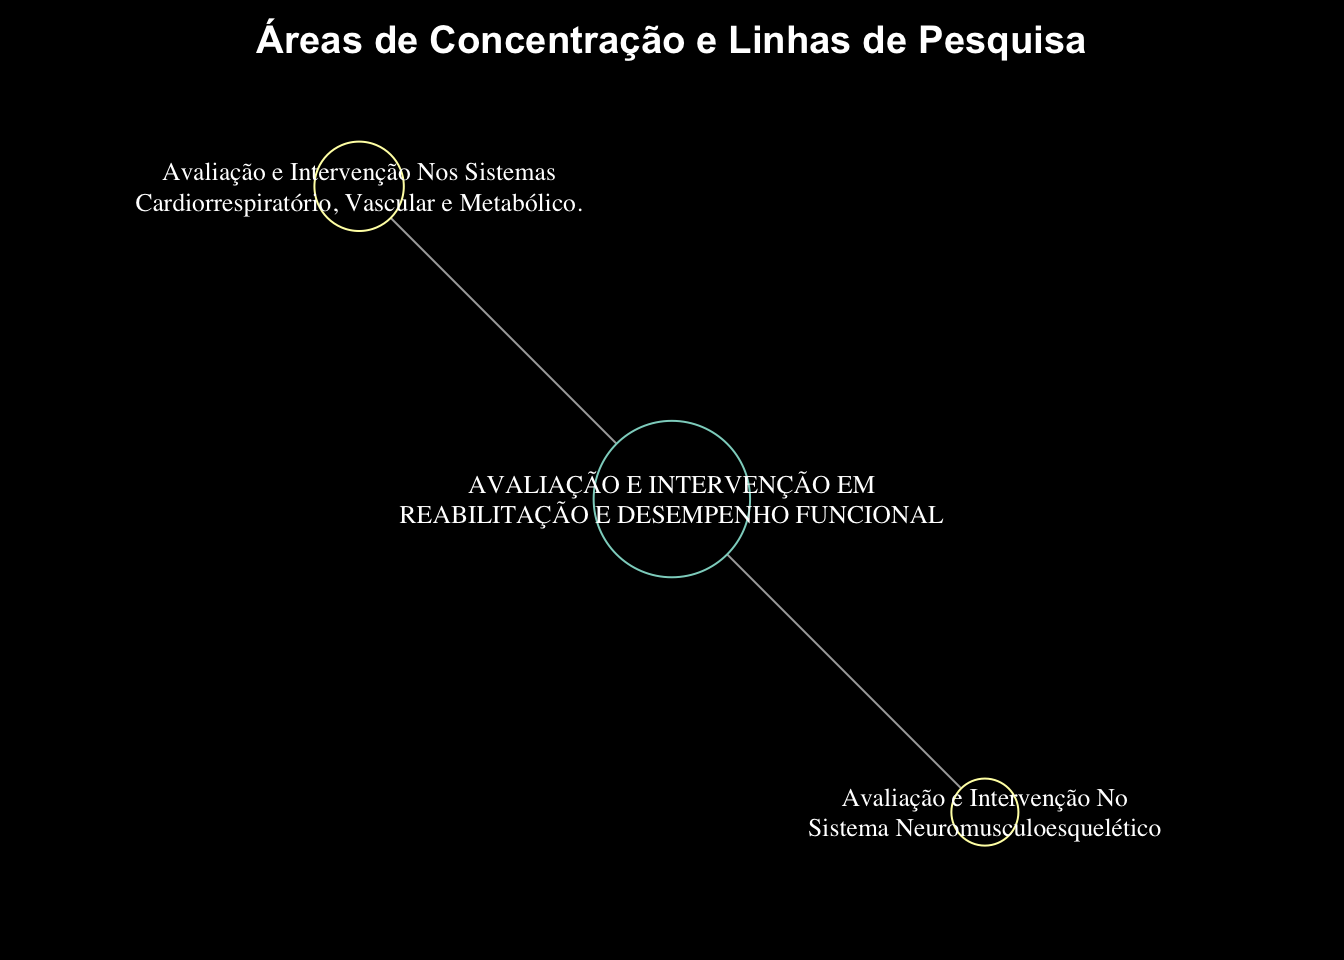 Áreas de Concentração e Linhas de Pesquisa
Avaliação e Intervenção Nos Sistemas
Cardiorrespiratório, Vascular e Metabólico.
AVALIAÇÃO E INTERVENÇÃO EM
REABILITAÇÃO E DESEMPENHO FUNCIONAL
Avaliação e Intervenção No
Sistema Neuromusculoesquelético